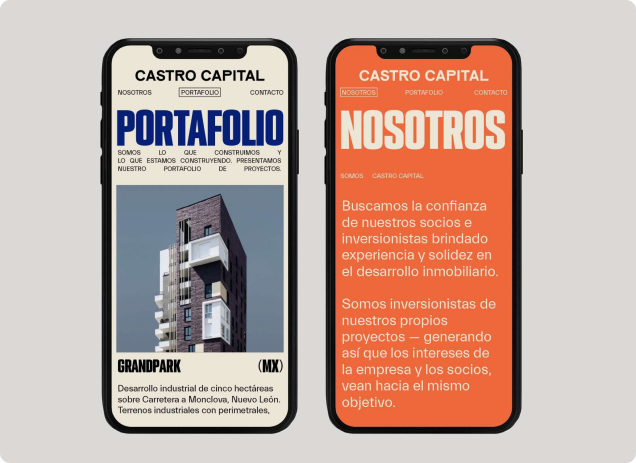 CASTRO CAPITAL
NOSOTROS PORTAFOLIO CONTACTO
PORTAFOLIO
SOMOS LO QUE CONSTRUIMOS Y
LO QUE ESTAMOS CONSTRUYENDO. PRESENTAMOS
NUESTRO PORTAFOLIO DE PROYECTOS.
GRANDPARK (MX)
Desarrollo industrial de cinco hectáreas
sobre Carretera a Monclova, Nuevo León.
Terrenos industriales con perimetrales,
CASTRO CAPITAL
NOSOTROS PORTAFOLIO CONTACTO
NOSOTROS
SOMOS CASTRO CAPITAL
Buscamos la confianza
de nuestros socios e
inversionistas brindado
experiencia y solidez en
el desarrollo inmobiliario.
Somos inversionistas de
nuestros propios
proyectos — generando
así que los intereses de
la empresa y los socios,
vean hacia el mismo
objetivo.